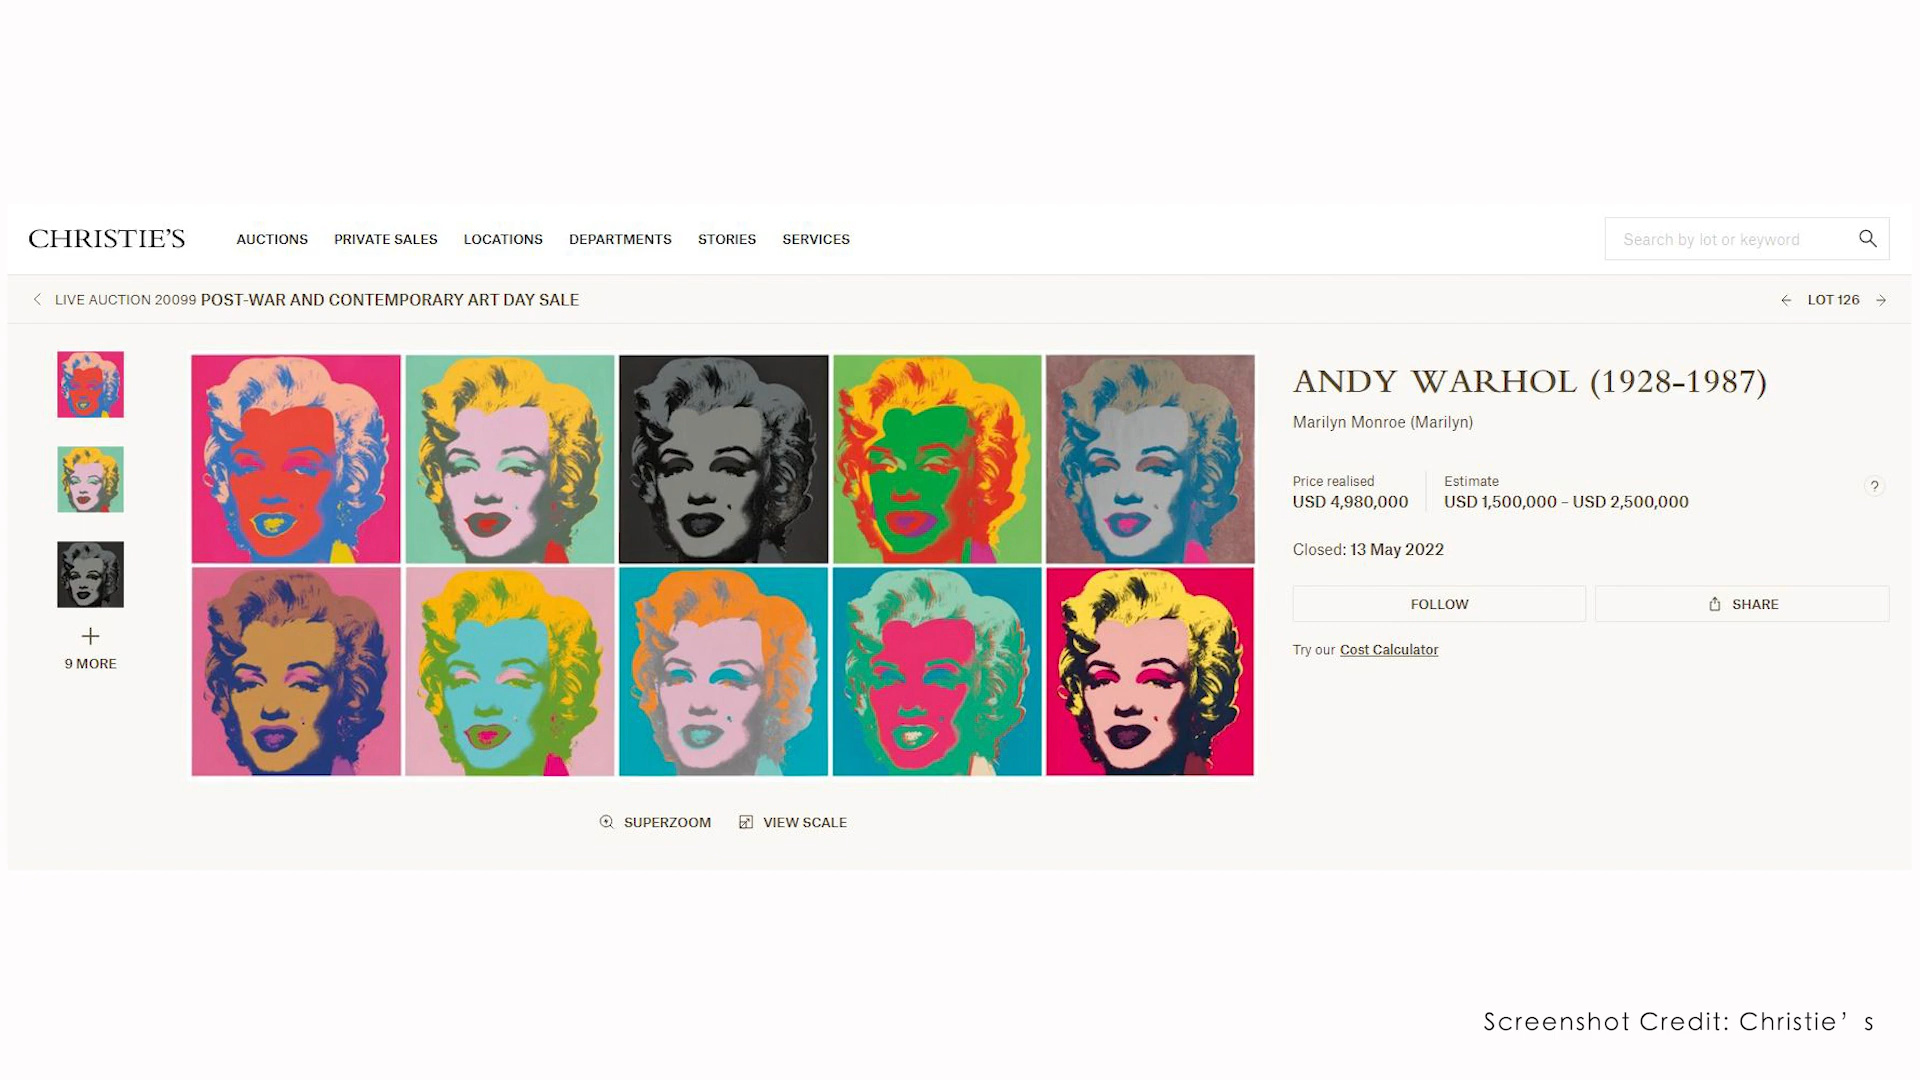 CHRISTIE'S AUCTIONS PRIVATE SALES LOCATIONS DEPARTMENTS STORIES SERVICES Search by lot or keyword
LIVE AUCTION 20099 POST-WAR AND CONTEMPORARY ART DAY SALE LOT 126
ANDY WARHOL (1928-1987)
Marilyn Monroe (Marilyn)
Price realised Estimate
USD 4,980,000 USD 1,500,000 – USD 2,500,000 ?
Closed: 13 May 2022
FOLLOW SHARE
Try our Cost Calculator
9 MORE
SUPERZOOM VIEW SCALE
Screenshot Credit: Christie’s